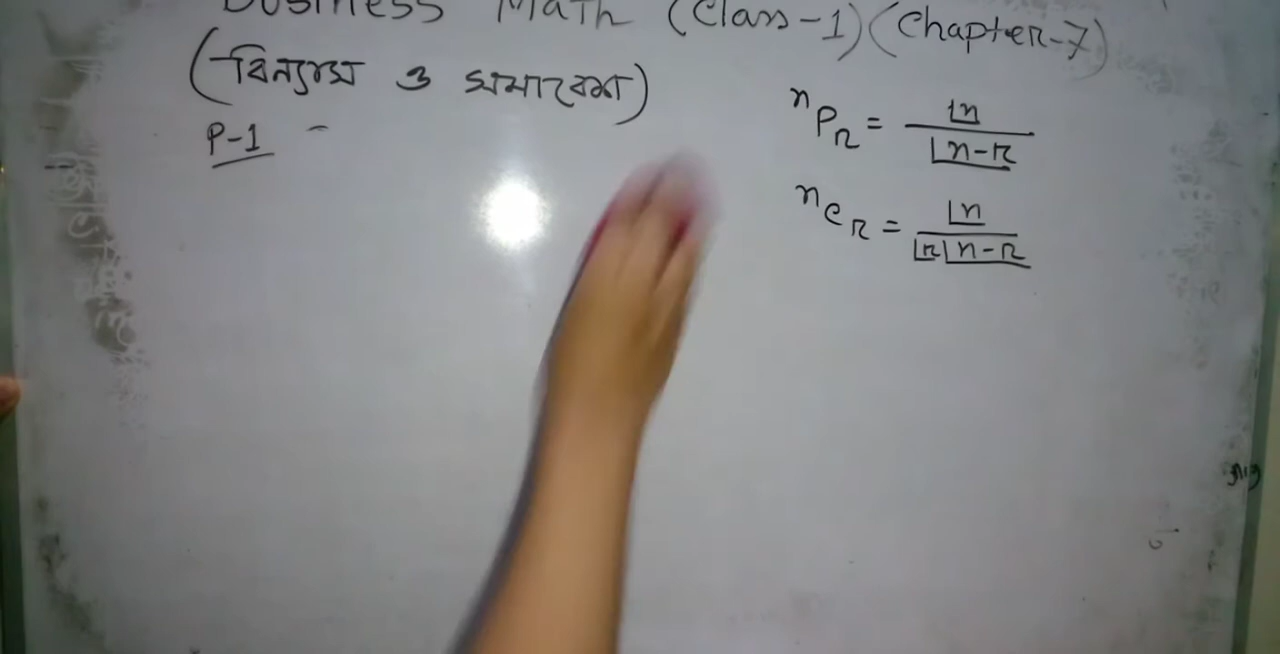 Business Math (Class-1) (Chapter-7)
(বিন্যাস ও সমাবেশ)
P-1 -
ⁿPᵣ = ⌊n / ⌊n-r
ⁿCᵣ = ⌊n / ⌊r ⌊n-r